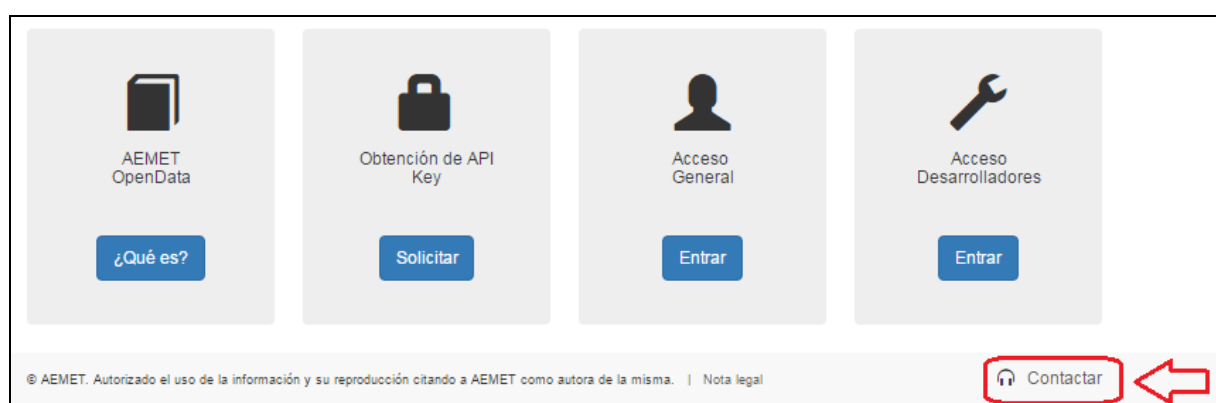 AEMET
OpenData
¿Qué es?
Obtención de API
Key
Solicitar
Acceso
General
Entrar
Acceso
Desarrolladores
Entrar
© AEMET. Autorizado el uso de la información y su reproducción citando a AEMET como autora de la misma. | Nota legal
Contactar